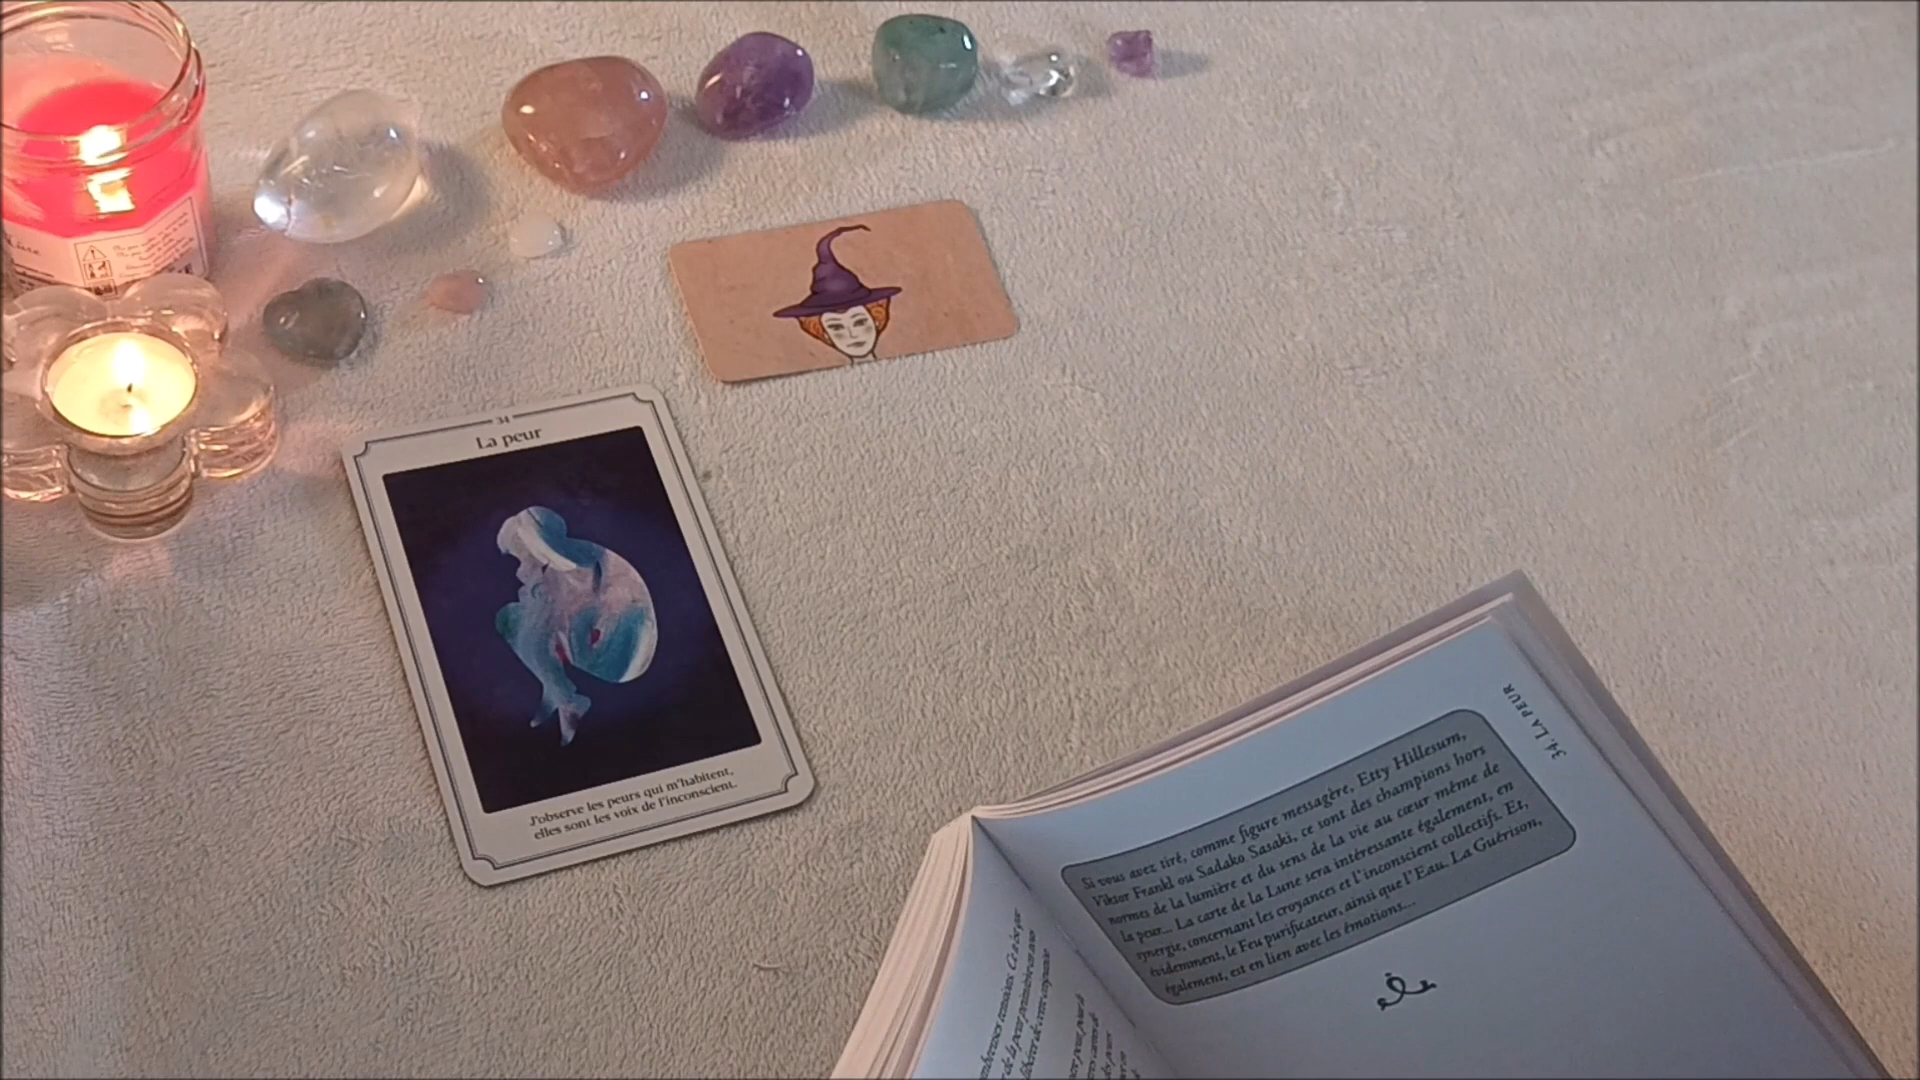 34
La peur
J'observe les peurs qui m'habitent,
elles sont les voix de l'inconscient.
34. LA PEUR
Si vous avez tiré, comme figure messagère, Etty Hillesum,
Viktor Frankl ou Sadako Sasaki, ce sont des champions hors
normes de la lumière et du sens de la vie au cœur même de
la peur... La carte de la Lune sera intéressante également, en
synergie, concernant les croyances et l'inconscient collectifs. Et,
évidemment, le Feu purificateur, ainsi que l'Eau. La Guérison,
également, est en lien avec les émotions...